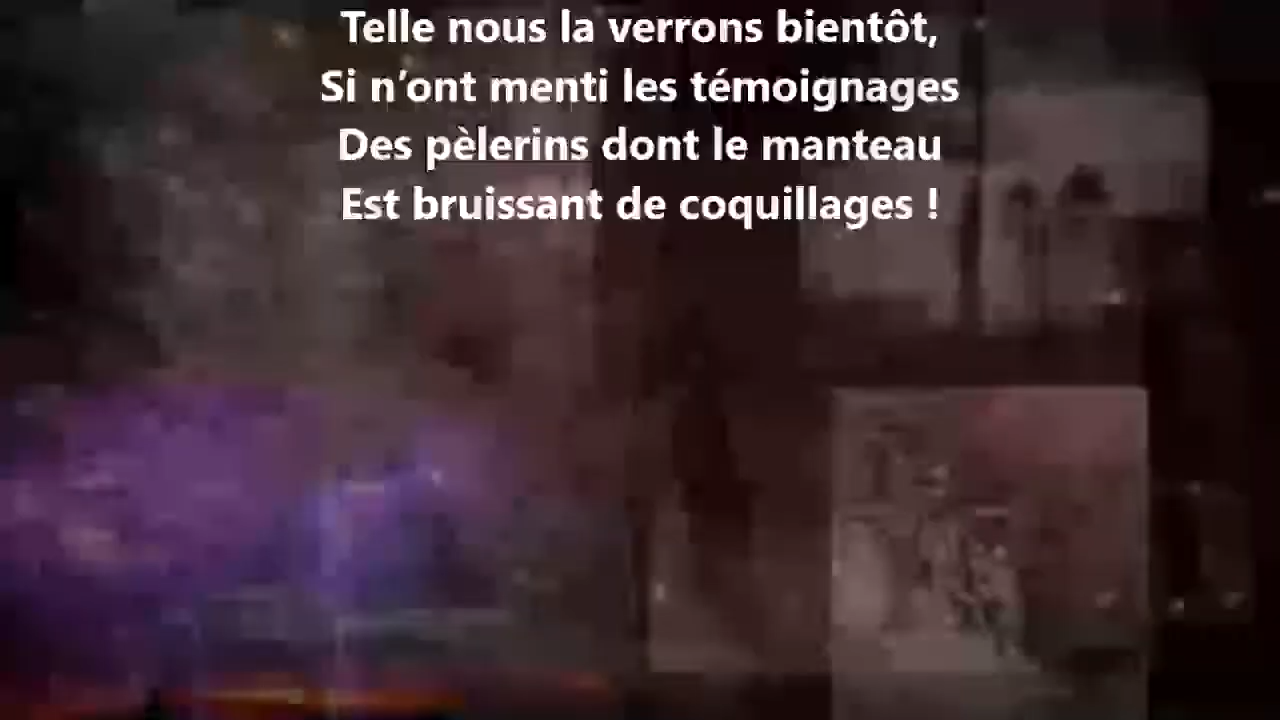 Telle nous la verrons bientôt,
Si n’ont menti les témoignages
Des pèlerins dont le manteau
Est bruissant de coquillages !